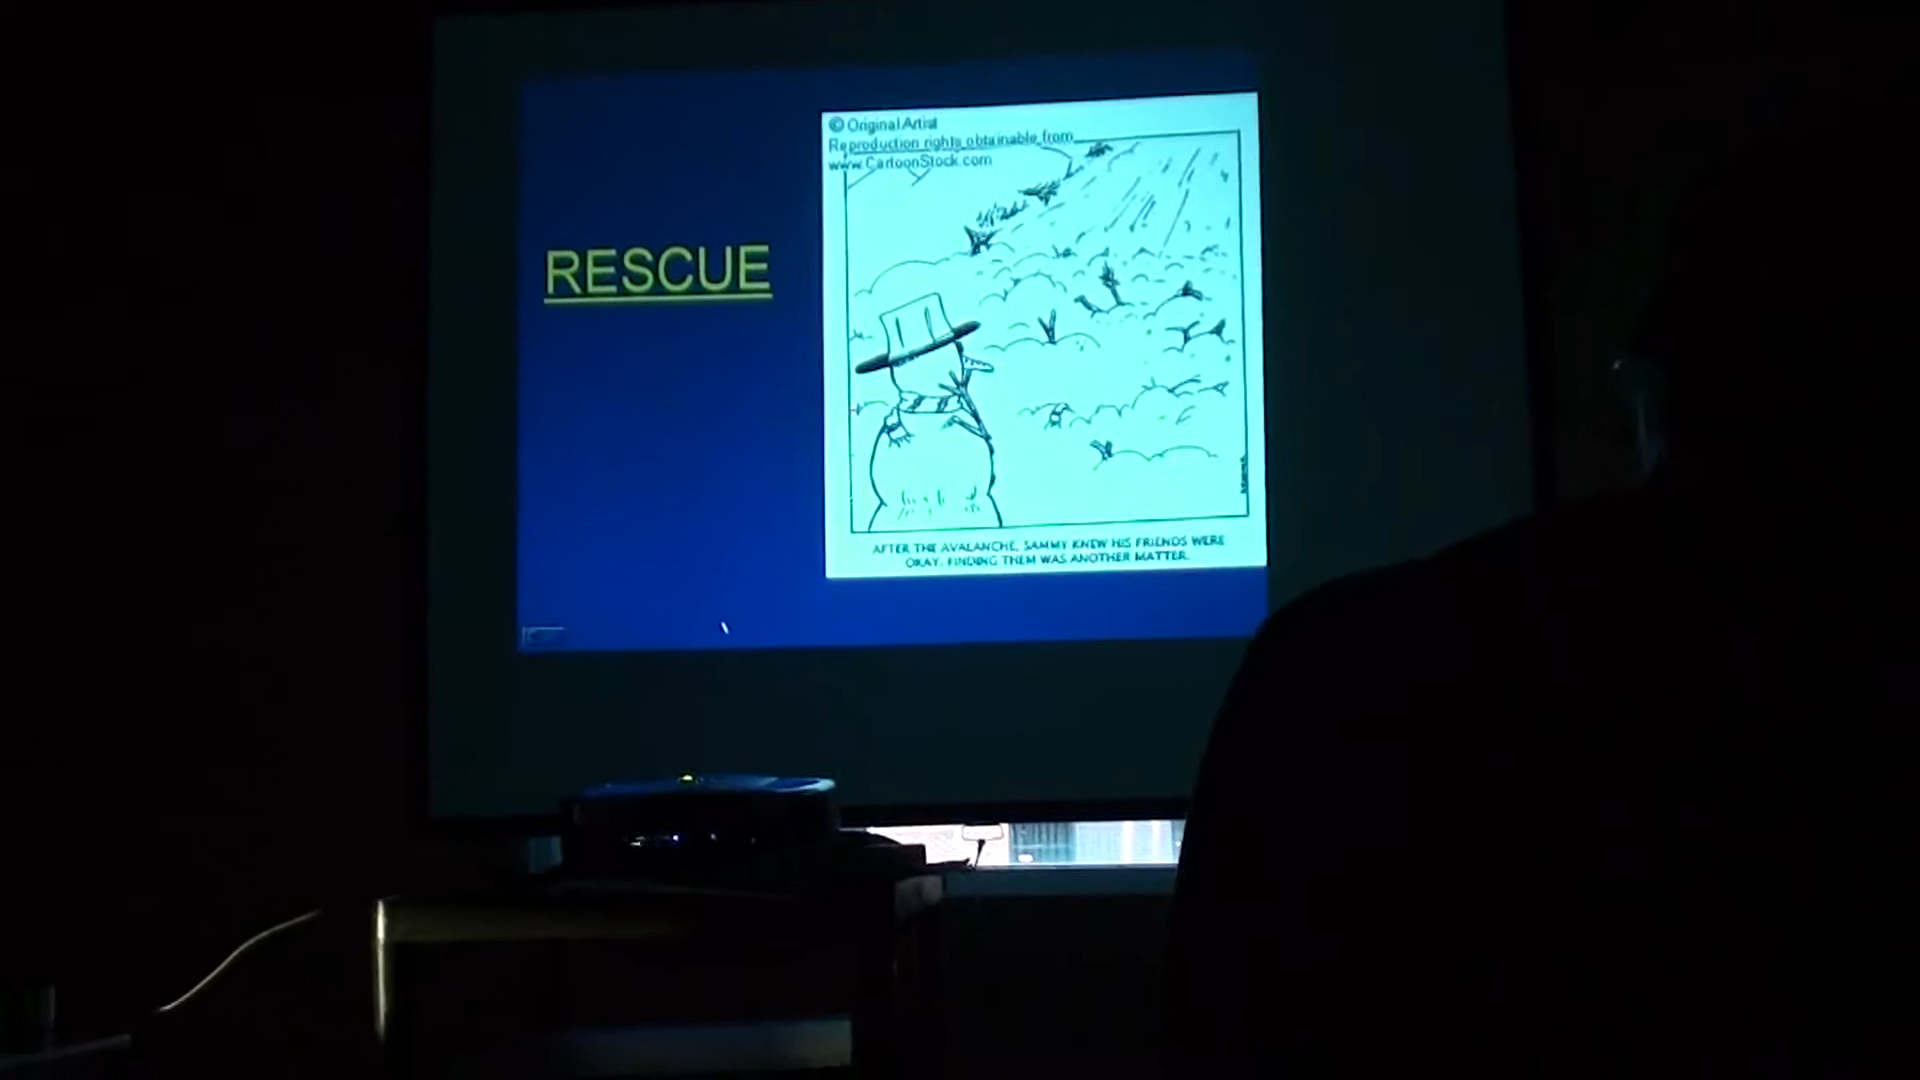 RESCUE
© Original Artist
Reproduction rights obtainable from
www.CartoonStock.com
AFTER THE AVALANCHE, SAMMY KNEW HIS FRIENDS WERE
OKAY. FINDING THEM WAS ANOTHER MATTER.